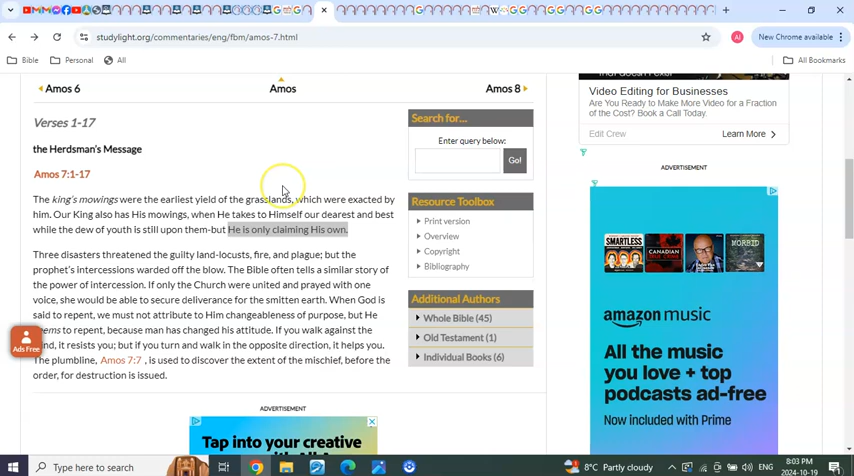 studylight.org/commentaries/eng/fbm/amos-7.html
New Chrome available
Bible
Personal
All
All Bookmarks
Amos 6
Amos
Amos 8
Verses 1-17
the Herdsman's Message
Amos 7:1-17
The king's mowings were the earliest yield of the grasslands, which were exacted by
him. Our King also has His mowings, when He takes to Himself our dearest and best
while the dew of youth is still upon them-but He is only claiming His own.
Three disasters threatened the guilty land-locusts, fire, and plague; but the
prophet's intercessions warded off the blow. The Bible often tells a similar story of
the power of intercession. If only the Church were united and prayed with one
voice, she would be able to secure deliverance for the smitten earth. When God is
said to repent, we must not attribute to Him changeableness of purpose, but He
to repent, because man has changed his attitude. If you walk against the
it resists you; but if you turn and walk in the opposite direction, it helps you.
The plumbline, Amos 7:7 , is used to discover the extent of the mischief, before the
order, for destruction is issued.
Ads Free
ADVERTISEMENT
Tap into your creative
Search for...
Enter query below:
Go!
Resource Toolbox
Print version
Overview
Copyright
Bibliography
Additional Authors
Whole Bible (45)
Old Testament (1)
Individual Books (6)
Video Editing for Businesses
Are You Ready to Make More Video for a Fraction
of the Cost? Book a Call Today.
Edit Crew
Learn More
ADVERTISEMENT
SMARTLESS
MORBID
amazon music
All the music
you love + top
podcasts ad-free
Now included with Prime
Type here to search
8°C Partly cloudy
ENG
8:03 PM
2024-10-19